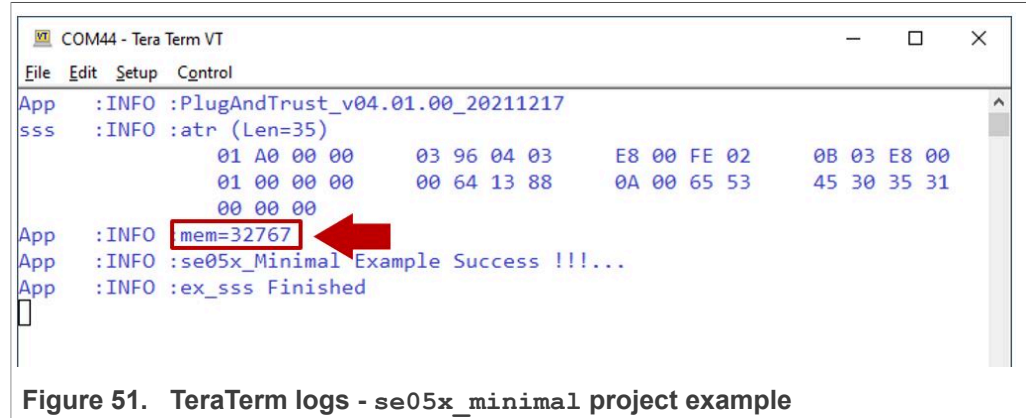 COM44 - Tera Term VT
File Edit Setup Control
App :INFO :PlugAndTrust_v04.01.00_20211217
sss :INFO :atr (Len=35)
01 A0 00 00 03 96 04 03 E8 00 FE 02 0B 03 E8 00
01 00 00 00 00 64 13 88 0A 00 65 53 45 30 35 31
00 00 00
App :INFO :mem=32767
App :INFO :se05x_Minimal Example Success !!!...
App :INFO :ex_sss Finished
Figure 51. TeraTerm logs - se05x_minimal project example